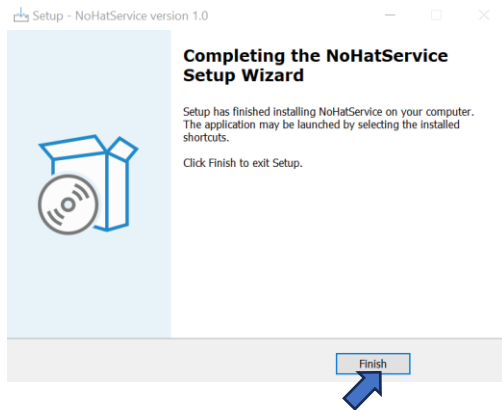 Setup - NoHatService version 1.0
Completing the NoHatService
Setup Wizard
Setup has finished installing NoHatService on your computer.
The application may be launched by selecting the installed
shortcuts.
Click Finish to exit Setup.
Finish